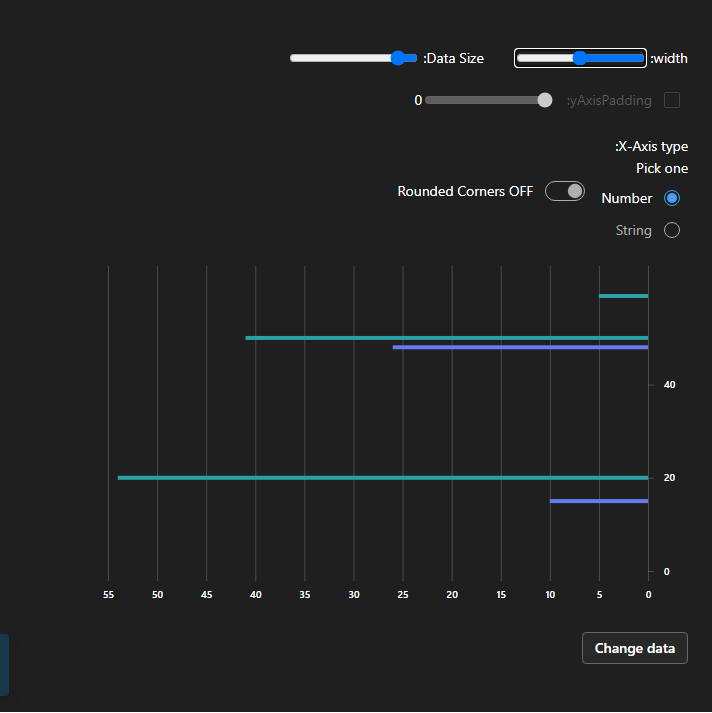 :width
:Data Size
:yAxisPadding
0
:X-Axis type
Pick one
Number
String
Rounded Corners OFF
40
20
0
55 50 45 40 35 30 25 20 15 10 5 0
Change data